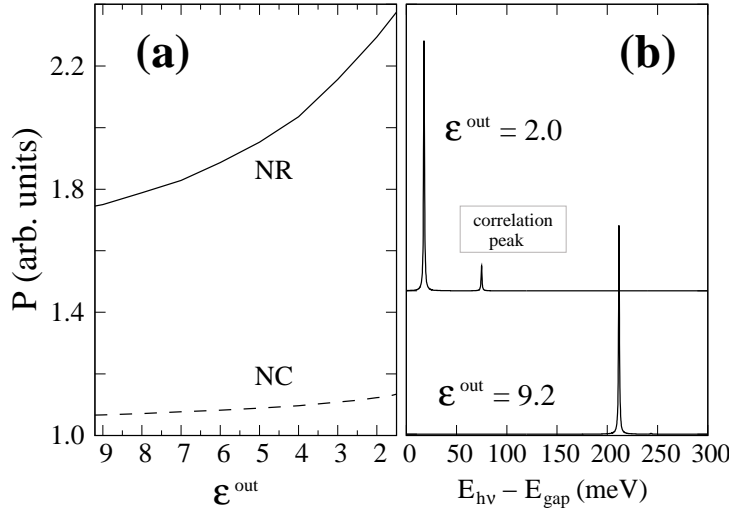 (a)
P (arb. units)
2.2
1.8
1.4
1.0
NR
NC
9 8 7 6 5 4 3 2
ε^out
(b)
ε^out = 2.0
correlation
peak
ε^out = 9.2
0 50 100 150 200 250 300
E_hν – E_gap (meV)